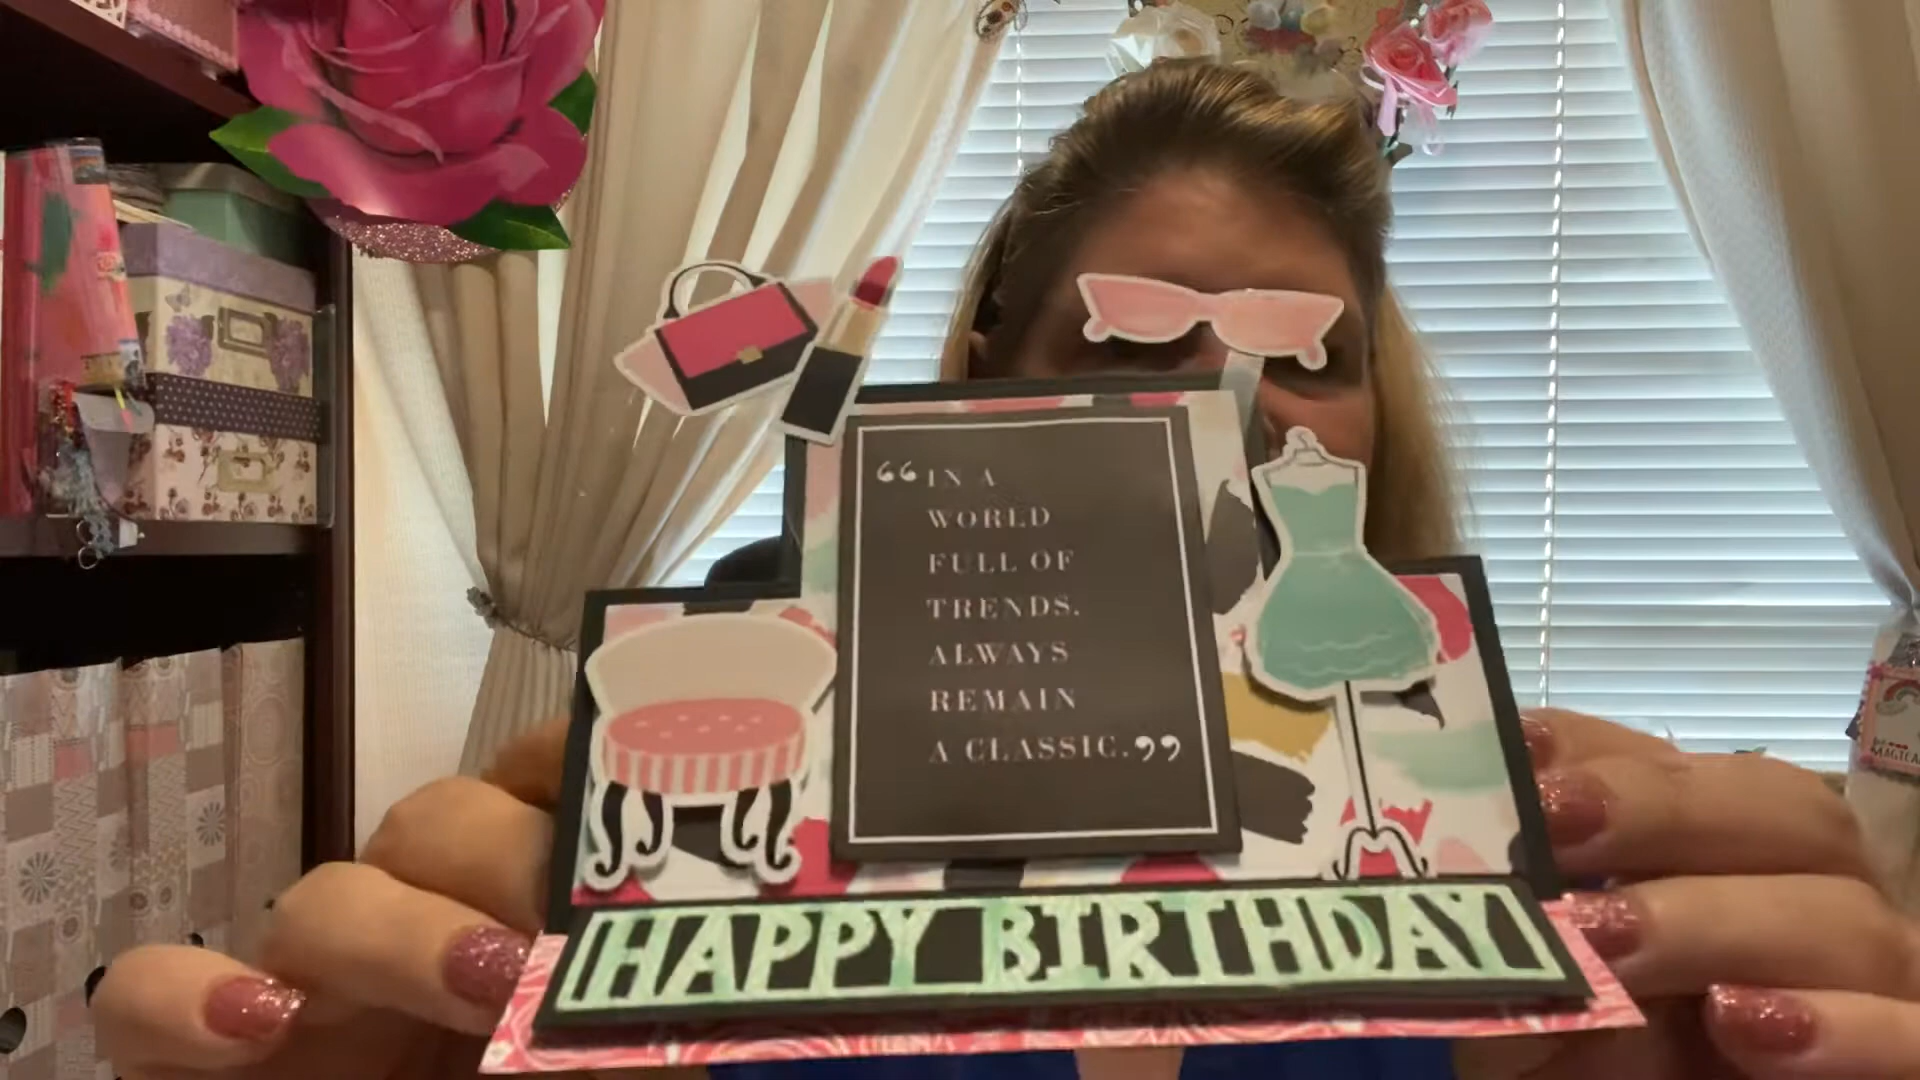 “IN A
WORLD
FULL OF
TRENDS.
ALWAYS
REMAIN
A CLASSIC.”
HAPPY BIRTHDAY